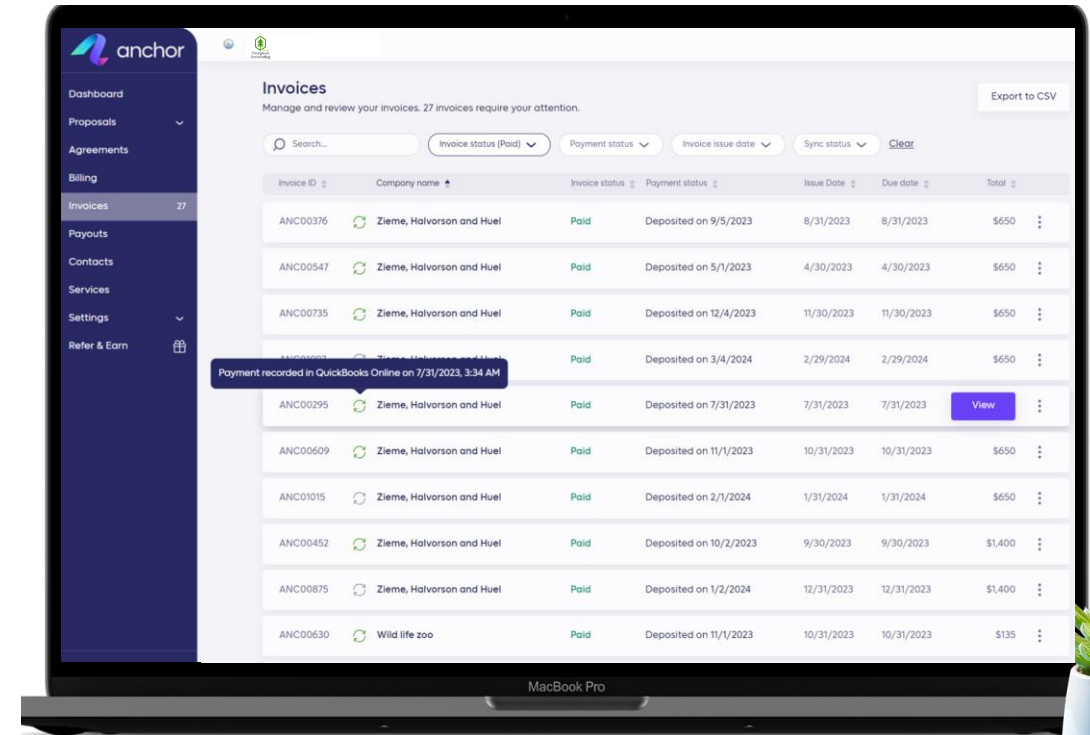 anchor
Dashboard
Proposals
Agreements
Billing
Invoices 27
Payouts
Contacts
Services
Settings
Refer & Earn
Invoices
Manage and review your invoices. 27 invoices require your attention.
Export to CSV
Search... Invoice status (Paid) Payment status Invoice issue date Sync status Clear
Invoice ID Company name Invoice status Payment status Issue Date Due date Total
ANC00376 Zieme, Halvorson and Huel Paid Deposited on 9/5/2023 8/31/2023 8/31/2023 $650
ANC00547 Zieme, Halvorson and Huel Paid Deposited on 5/1/2023 4/30/2023 4/30/2023 $650
ANC00735 Zieme, Halvorson and Huel Paid Deposited on 12/4/2023 11/30/2023 11/30/2023 $650
Paid Deposited on 3/4/2024 2/29/2024 2/29/2024 $650
Payment recorded in QuickBooks Online on 7/31/2023, 3:34 AM
ANC00295 Zieme, Halvorson and Huel Paid Deposited on 7/31/2023 7/31/2023 7/31/2023 View
ANC00609 Zieme, Halvorson and Huel Paid Deposited on 11/1/2023 10/31/2023 10/31/2023 $650
ANC01015 Zieme, Halvorson and Huel Paid Deposited on 2/1/2024 1/31/2024 1/31/2024 $650
ANC00452 Zieme, Halvorson and Huel Paid Deposited on 10/2/2023 9/30/2023 9/30/2023 $1,400
ANC00875 Zieme, Halvorson and Huel Paid Deposited on 1/2/2024 12/31/2023 12/31/2023 $1,400
ANC00630 Wild life zoo Paid Deposited on 11/1/2023 10/31/2023 10/31/2023 $135
MacBook Pro